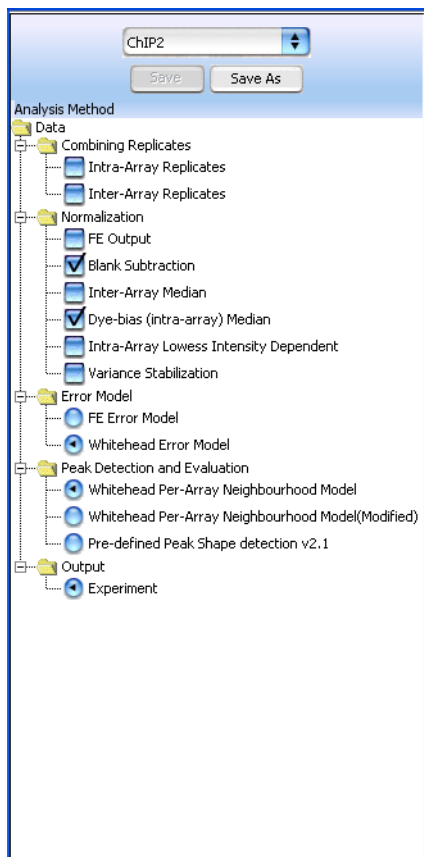 ChIP2
Save Save As
Analysis Method
Data
Combining Replicates
Intra-Array Replicates
Inter-Array Replicates
Normalization
FE Output
Blank Subtraction
Inter-Array Median
Dye-bias (intra-array) Median
Intra-Array Lowess Intensity Dependent
Variance Stabilization
Error Model
FE Error Model
Whitehead Error Model
Peak Detection and Evaluation
Whitehead Per-Array Neighbourhood Model
Whitehead Per-Array Neighbourhood Model(Modified)
Pre-defined Peak Shape detection v2.1
Output
Experiment